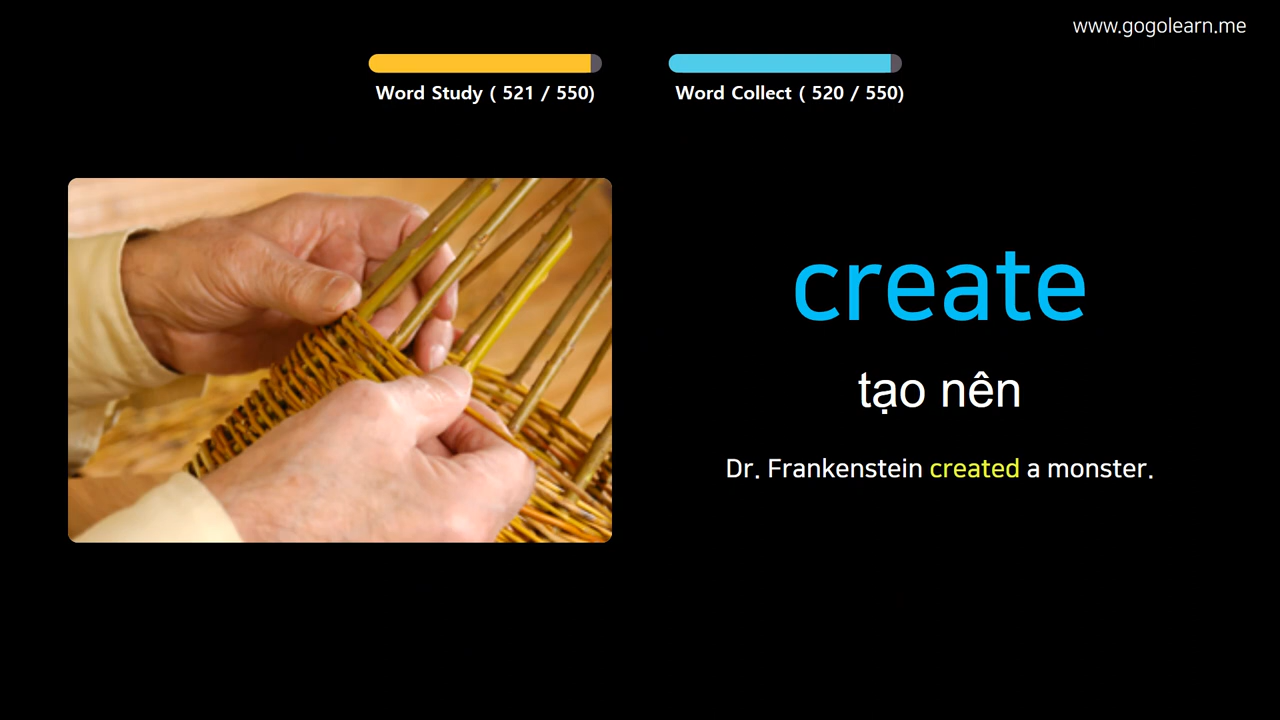 www.gogolearn.me
Word Study ( 521 / 550)
Word Collect ( 520 / 550)
create
tạo nên
Dr. Frankenstein created a monster.